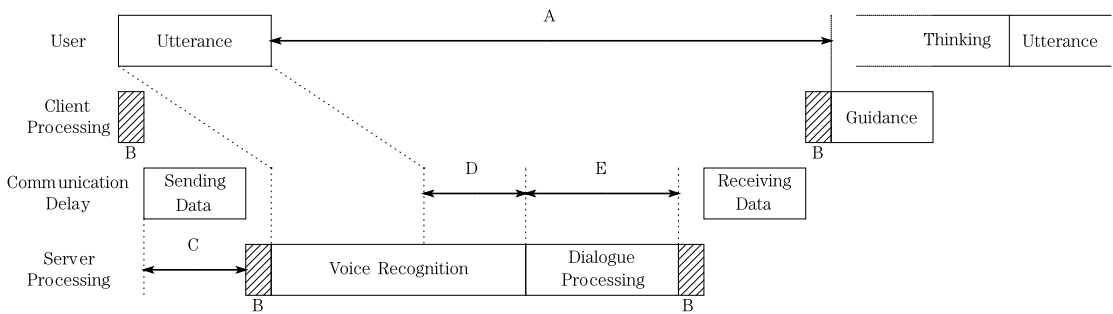 A
User
Utterance
Thinking
Utterance
Client
Processing
B
B
Guidance
Communication
Delay
Sending
Data
D
E
Receiving
Data
Server
Processing
C
B
Voice Recognition
Dialogue
Processing
B